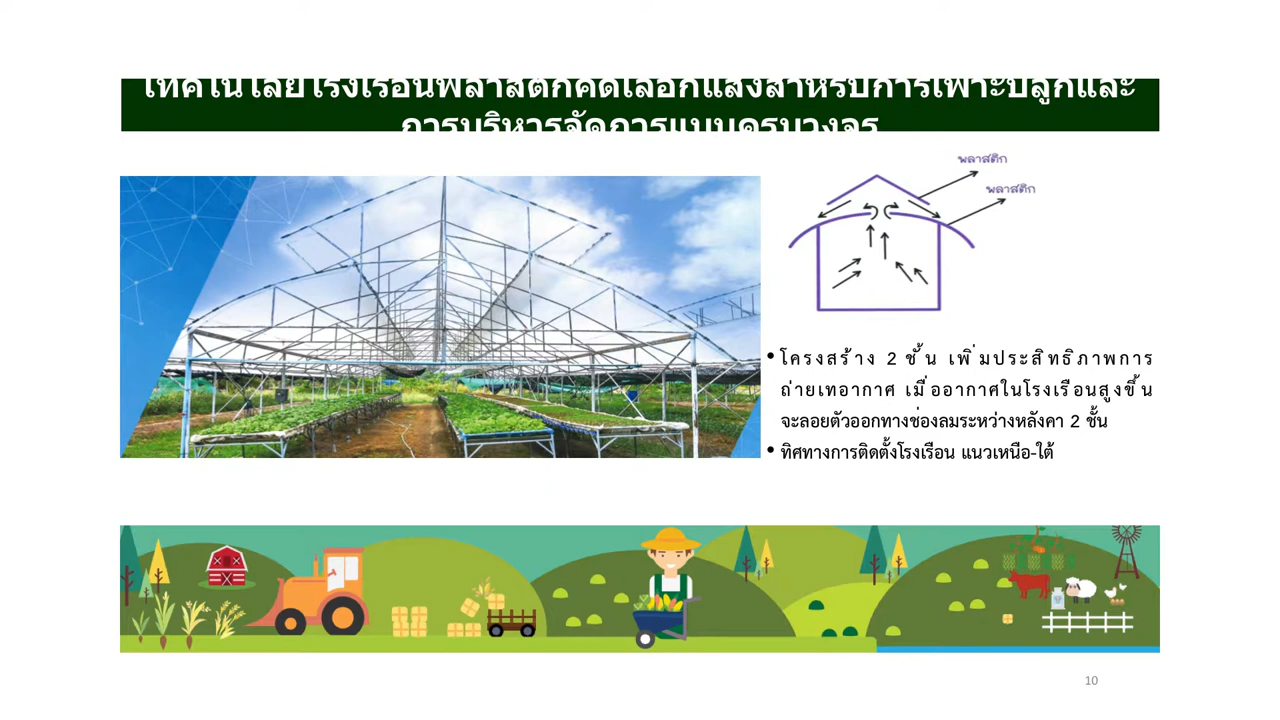 เทคโนโลยีโรงเรือนพลาสติกคัดเลือกแสงสำหรับการเพาะปลูกและ
การบริหารจัดการแบบครบวงจร
พลาสติก
พลาสติก
• โครงสร้าง 2 ชั้น เพิ่มประสิทธิภาพการ
ถ่ายเทอากาศ เมื่ออากาศในโรงเรือนสูงขึ้น
จะลอยตัวออกทางช่องลมระหว่างหลังคา 2 ชั้น
• ทิศทางการติดตั้งโรงเรือน แนวเหนือ-ใต้
10